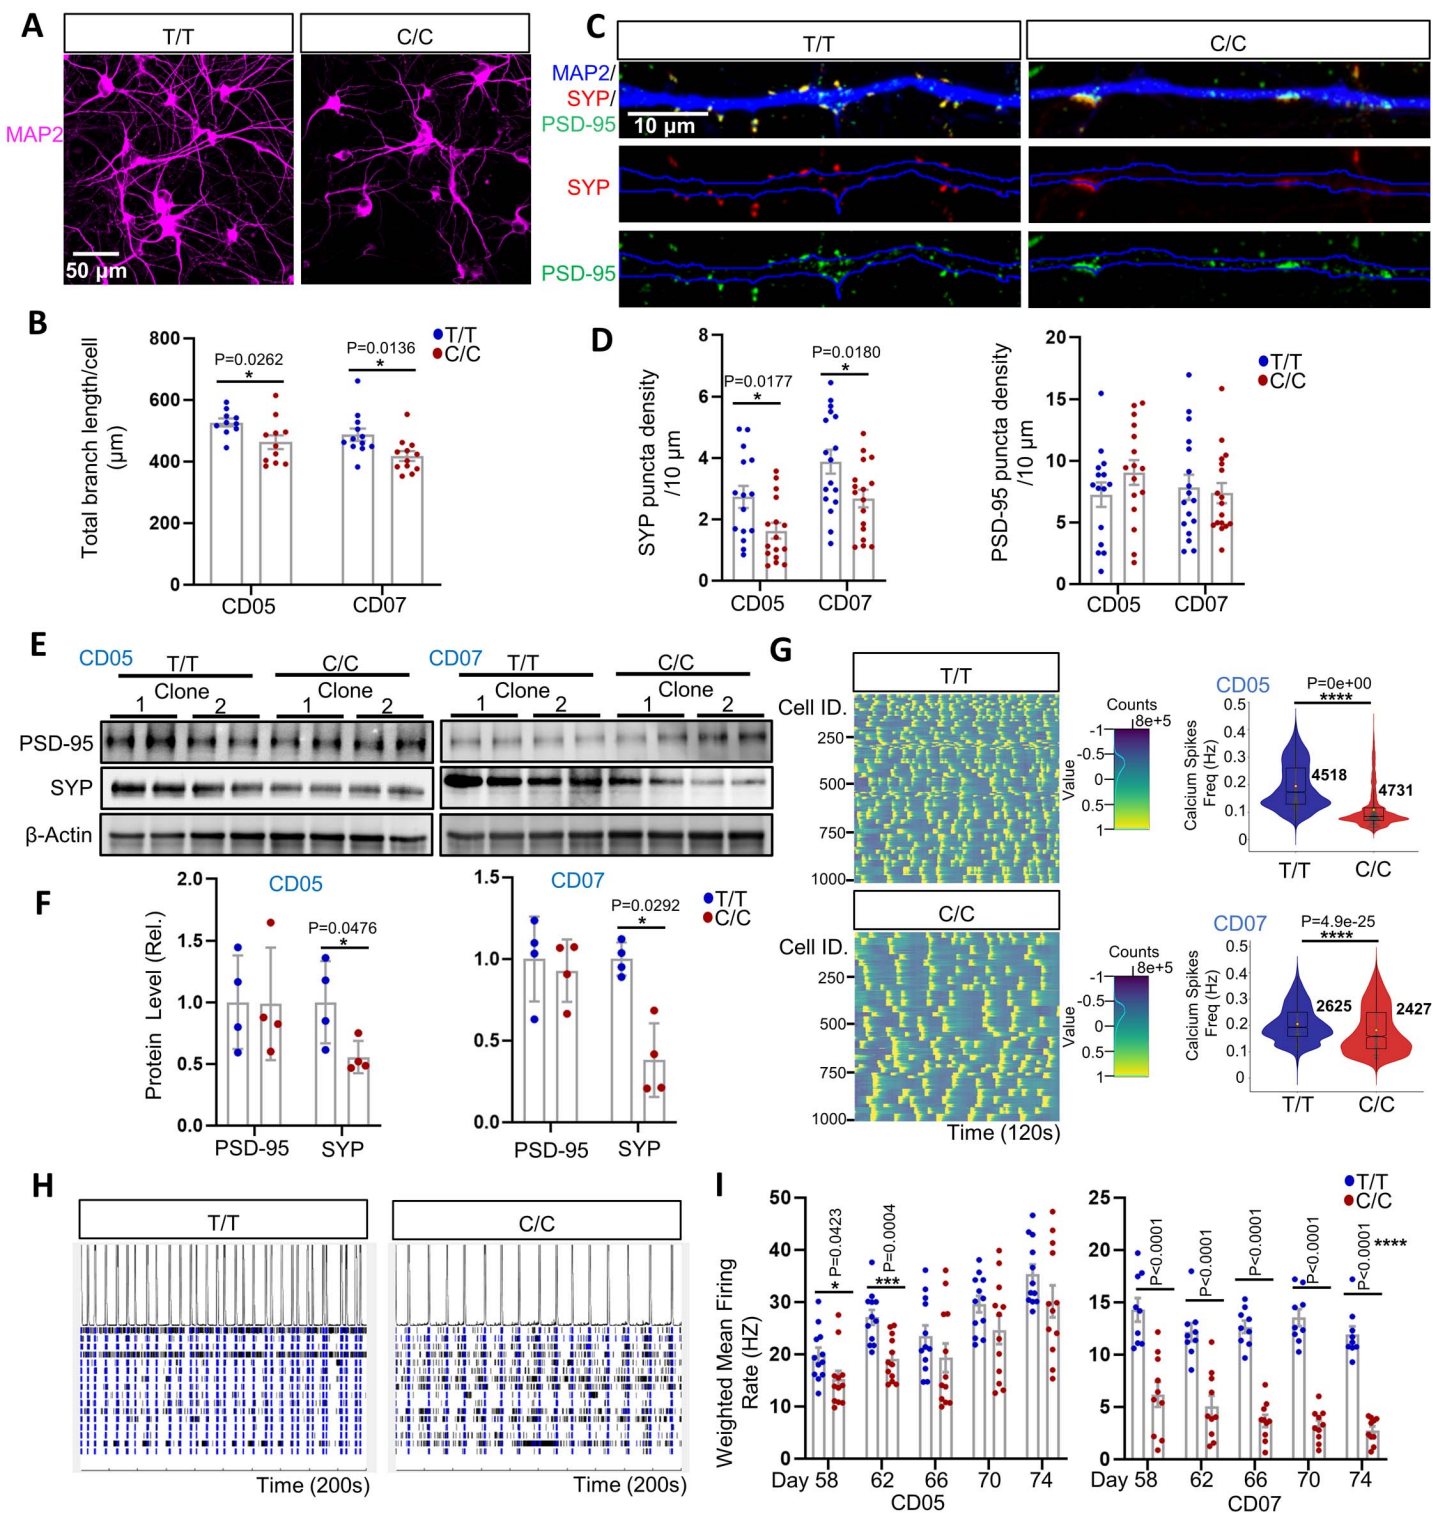 A
T/T
C/C
MAP2
50 µm
C
T/T
C/C
MAP2/
SYP/
PSD-95
10 µm
SYP
PSD-95
B
Total branch length/cell
(µm)
800
600
400
200
0
P=0.0262
*
P=0.0136
*
T/T
C/C
CD05
CD07
D
SYP puncta density
/10 µm
8
6
4
2
0
P=0.0177
*
P=0.0180
*
CD05
CD07
PSD-95 puncta density
/10 µm
20
15
10
5
0
T/T
C/C
CD05
CD07
E
CD05
T/T
C/C
Clone
Clone
1
2
1
2
CD07
T/T
C/C
Clone
Clone
1
2
1
2
PSD-95
SYP
β-Actin
F
Protein Level (Rel.)
2.0
1.5
1.0
0.5
0.0
CD05
P=0.0476
*
PSD-95
SYP
1.5
1.0
0.5
0.0
CD07
P=0.0292
*
T/T
C/C
PSD-95
SYP
G
T/T
Cell ID.
250
500
750
1000
Counts
8e+5
-1
-0.5
0
0.5
1
Value
CD05
P=0e+00
****
Calcium Spikes
Freq (Hz)
0.5
0.4
0.3
0.2
0.1
0
4518
4731
T/T
C/C
C/C
Cell ID.
250
500
750
1000
Time (120s)
Counts
8e+5
-1
-0.5
0
0.5
1
Value
CD07
P=4.9e-25
****
Calcium Spikes
Freq (Hz)
0.5
0.4
0.3
0.2
0.1
0
2625
2427
T/T
C/C
H
T/T
C/C
Time (200s)
Time (200s)
I
Weighted Mean Firing
Rate (HZ)
50
40
30
20
10
0
* P=0.0423
*** P=0.0004
Day 58
62
66
70
74
CD05
25
20
15
10
5
0
P<0.0001
P<0.0001
P<0.0001
P<0.0001
P<0.0001
****
T/T
C/C
Day 58
62
66
70
74
CD07